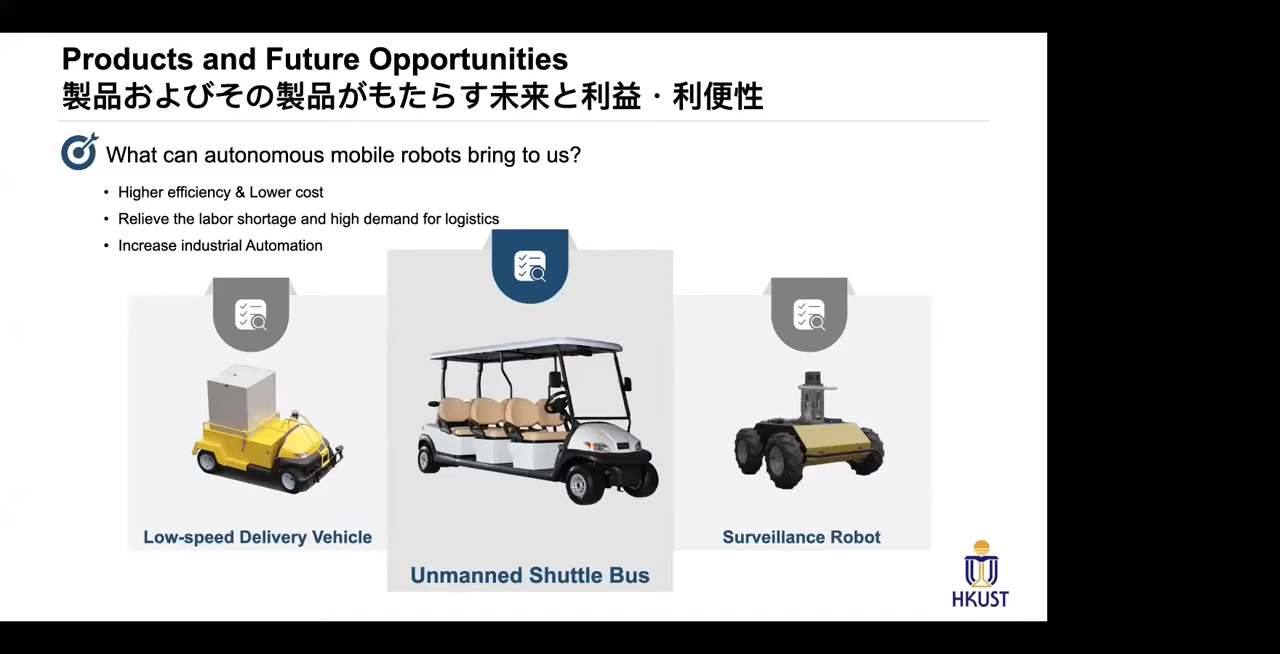 Products and Future Opportunities
製品およびその製品がもたらす未来と利益・利便性
What can autonomous mobile robots bring to us?
• Higher efficiency & Lower cost
• Relieve the labor shortage and high demand for logistics
• Increase industrial Automation
Low-speed Delivery Vehicle
Unmanned Shuttle Bus
Surveillance Robot
HKUST